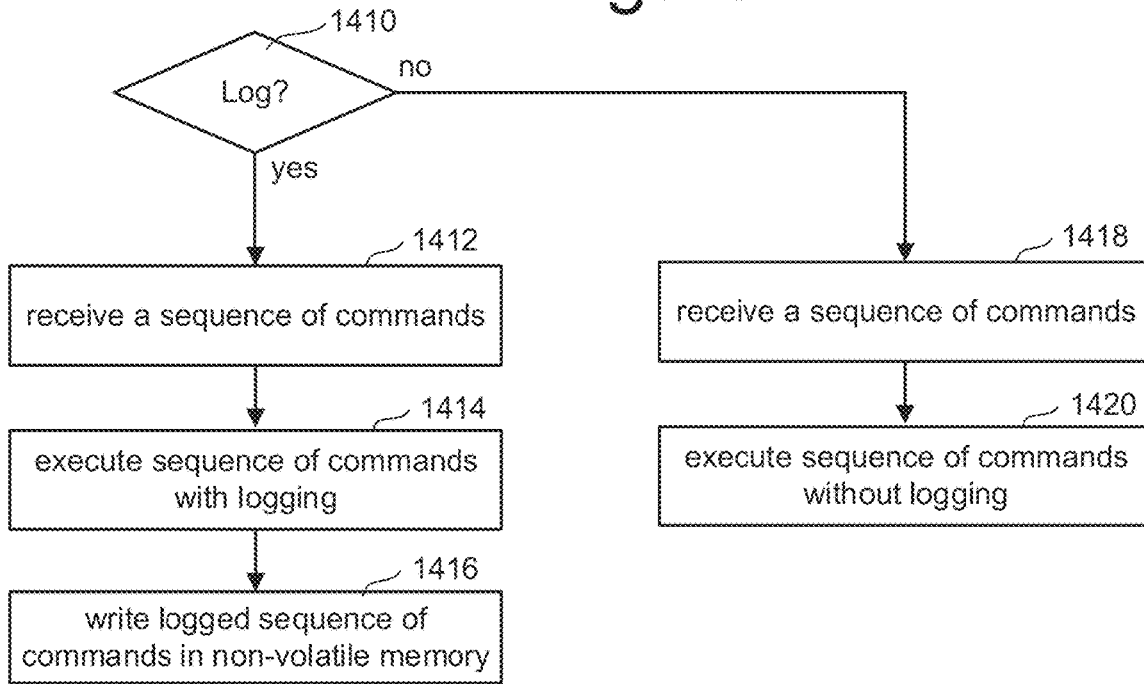 1410
Log?
no
yes
1412
receive a sequence of commands
1414
execute sequence of commands
with logging
1416
write logged sequence of
commands in non-volatile memory
1418
receive a sequence of commands
1420
execute sequence of commands
without logging